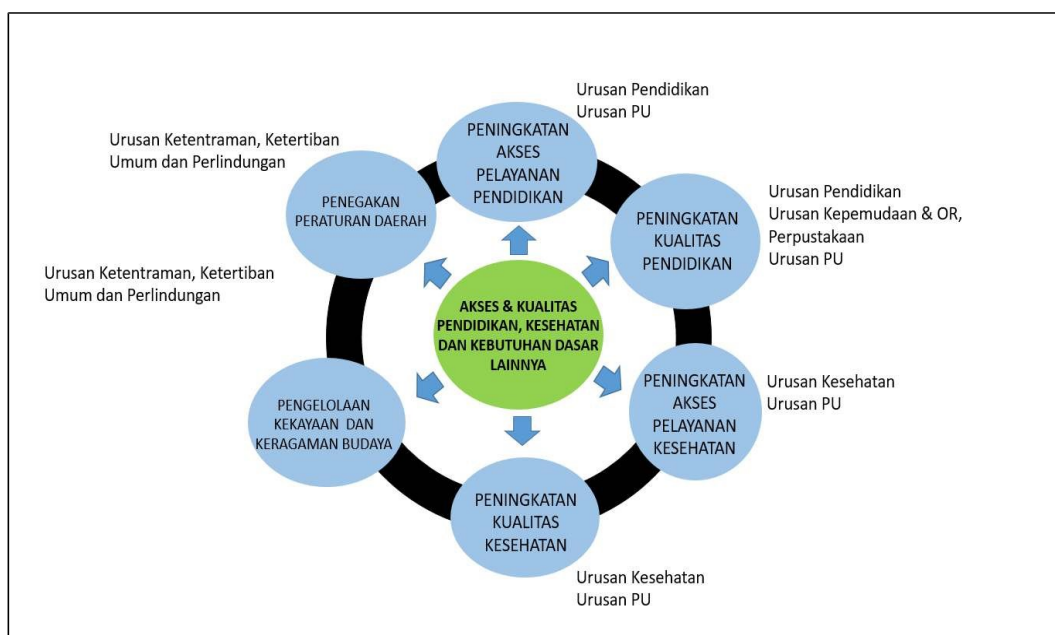 Urusan Pendidikan
Urusan PU
PENINGKATAN
AKSES
PELAYANAN
PENDIDIKAN
Urusan Ketentraman, Ketertiban
Umum dan Perlindungan
PENEGAKAN
PERATURAN DAERAH
Urusan Pendidikan
Urusan Kepemudaan & OR,
Perpustakaan
Urusan PU
PENINGKATAN
KUALITAS
PENDIDIKAN
Urusan Ketentraman, Ketertiban
Umum dan Perlindungan
AKSES & KUALITAS
PENDIDIKAN, KESEHATAN
DAN KEBUTUHAN DASAR
LAINNYA
PENINGKATAN
AKSES
PELAYANAN
KESEHATAN
Urusan Kesehatan
Urusan PU
PENGELOLAAN
KEKAYAAN DAN
KERAGAMAN BUDAYA
PENINGKATAN
KUALITAS
KESEHATAN
Urusan Kesehatan
Urusan PU